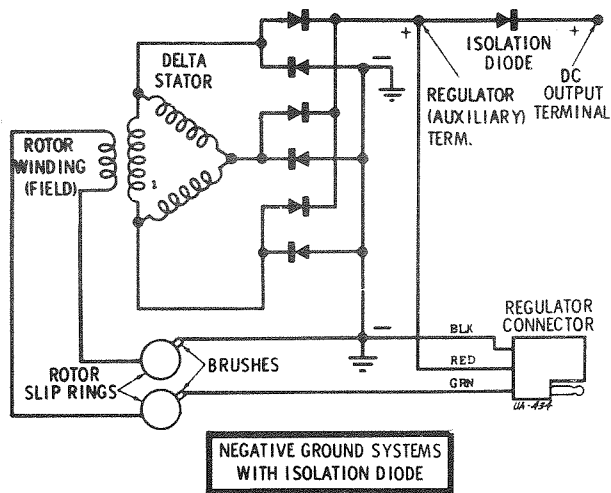 DELTA
STATOR
+
ISOLATION
DIODE
+
DC
OUTPUT
TERMINAL
REGULATOR
(AUXILIARY)
TERM.
–
ROTOR
WINDING
(FIELD)
1
REGULATOR
CONNECTOR
–
BLK
RED
GRN
UA-434
ROTOR
SLIP RINGS
BRUSHES
NEGATIVE GROUND SYSTEMS
WITH ISOLATION DIODE